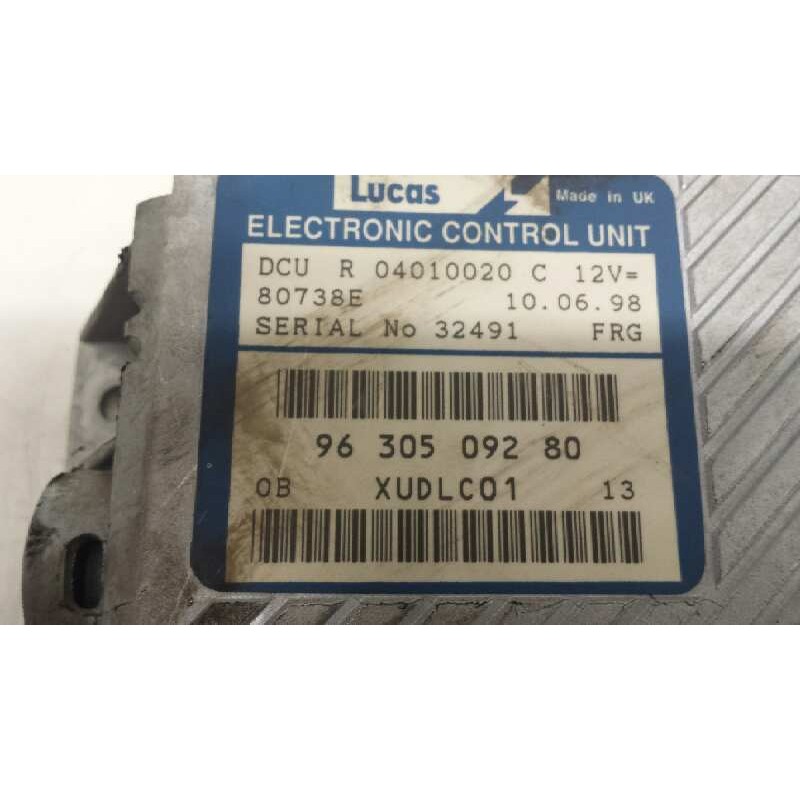 Lucas Made in UK
ELECTRONIC CONTROL UNIT
DCU R 04010020 C 12V=
80738E 10.06.98
SERIAL No 32491 FRG
96 305 092 80
0B XUDLC01 13